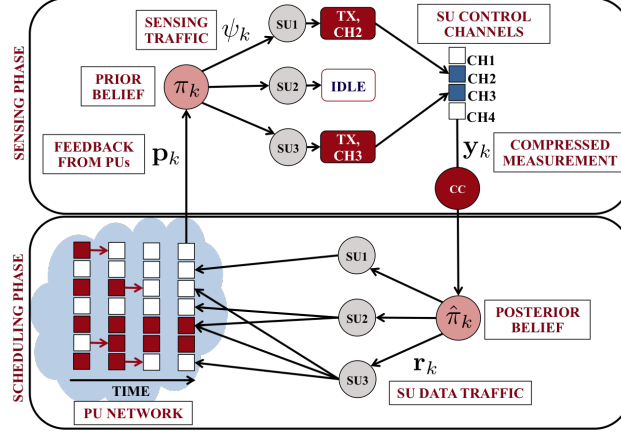 SENSING PHASE
SENSING
TRAFFIC
ψk
SU1
TX,
CH2
SU CONTROL
CHANNELS
PRIOR
BELIEF
πk
SU2
IDLE
CH1
CH2
CH3
CH4
FEEDBACK
FROM PUs
pk
SU3
TX,
CH3
yk
COMPRESSED
MEASUREMENT
CC
SCHEDULING PHASE
SU1
SU2
π̂k
POSTERIOR
BELIEF
SU3
rk
TIME
SU DATA TRAFFIC
PU NETWORK